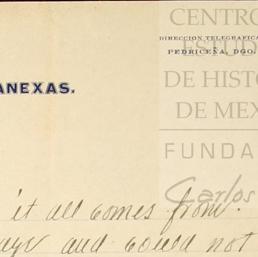 CENTRO
DIRECCION TELEGRAFICA
ESTUDI
PEDRICEÑA, DGO.
DE HISTO
ANEXAS.
DE MEX
FUNDA
Carlos
it all comes from.
and could not